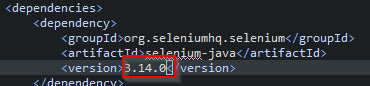 <dependencies>
<dependency>
<groupId>org.seleniumhq.selenium</groupId>
<artifactId>selenium-java</artifactId>
<version>3.14.0</version>
</dependency>